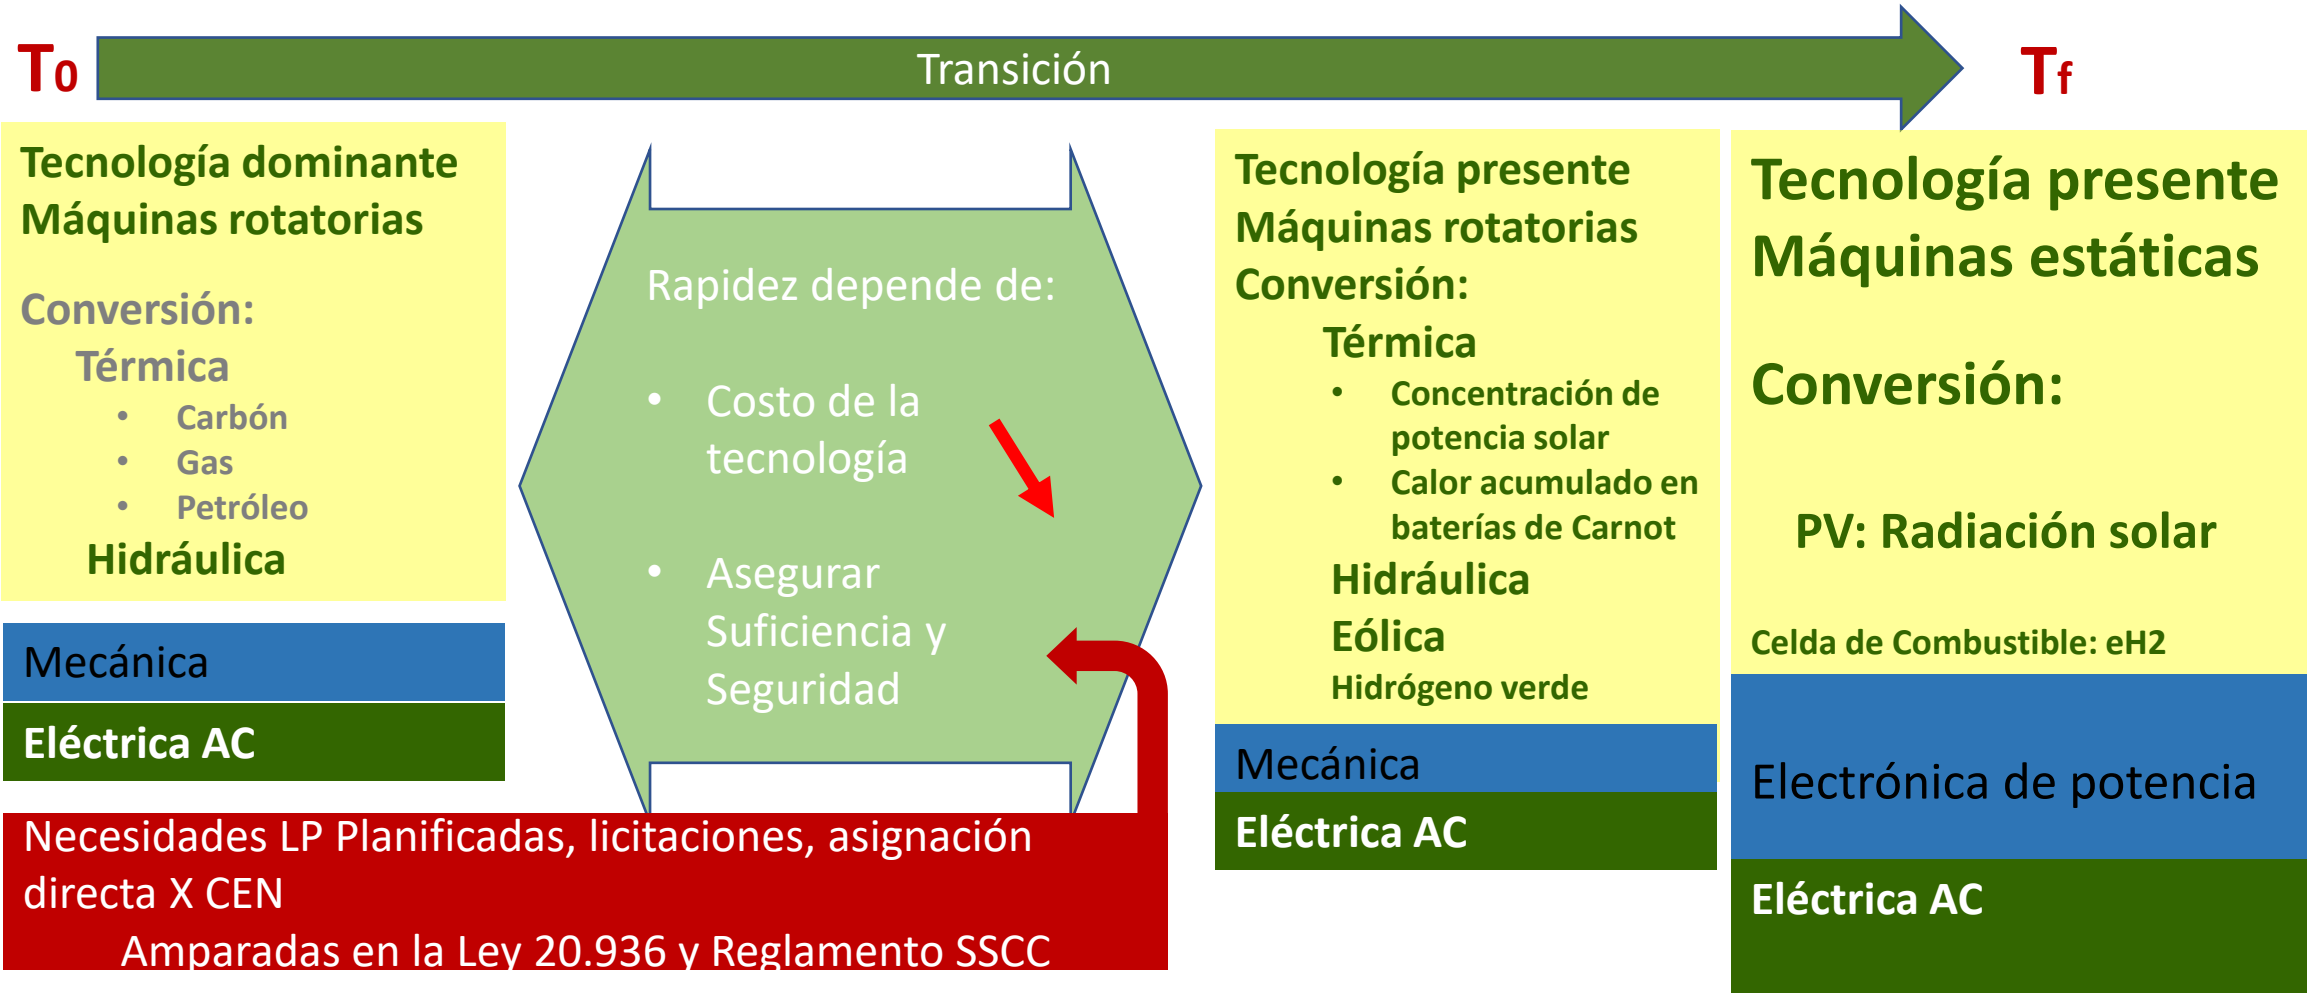 T0
Transición
Tf
Tecnología dominante
Máquinas rotatorias
Conversión:
Térmica
• Carbón
• Gas
• Petróleo
Hidráulica
Mecánica
Eléctrica AC
Rapidez depende de:
• Costo de la
tecnología
• Asegurar
Suficiencia y
Seguridad
Necesidades LP Planificadas, licitaciones, asignación
directa X CEN
Amparadas en la Ley 20.936 y Reglamento SSCC
Tecnología presente
Máquinas rotatorias
Conversión:
Térmica
• Concentración de
potencia solar
• Calor acumulado en
baterías de Carnot
Hidráulica
Eólica
Hidrógeno verde
Mecánica
Eléctrica AC
Tecnología presente
Máquinas estáticas
Conversión:
PV: Radiación solar
Celda de Combustible: eH2
Electrónica de potencia
Eléctrica AC